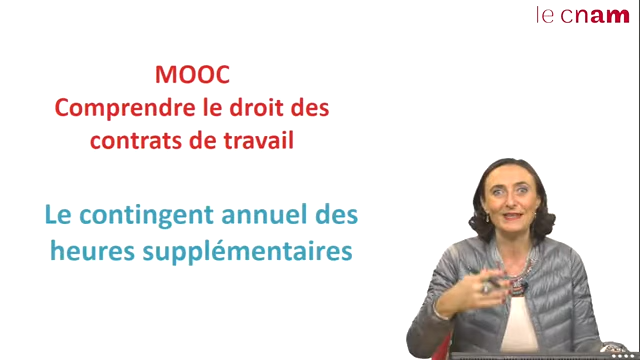 le cnam
MOOC
Comprendre le droit des
contrats de travail
Le contingent annuel des
heures supplémentaires